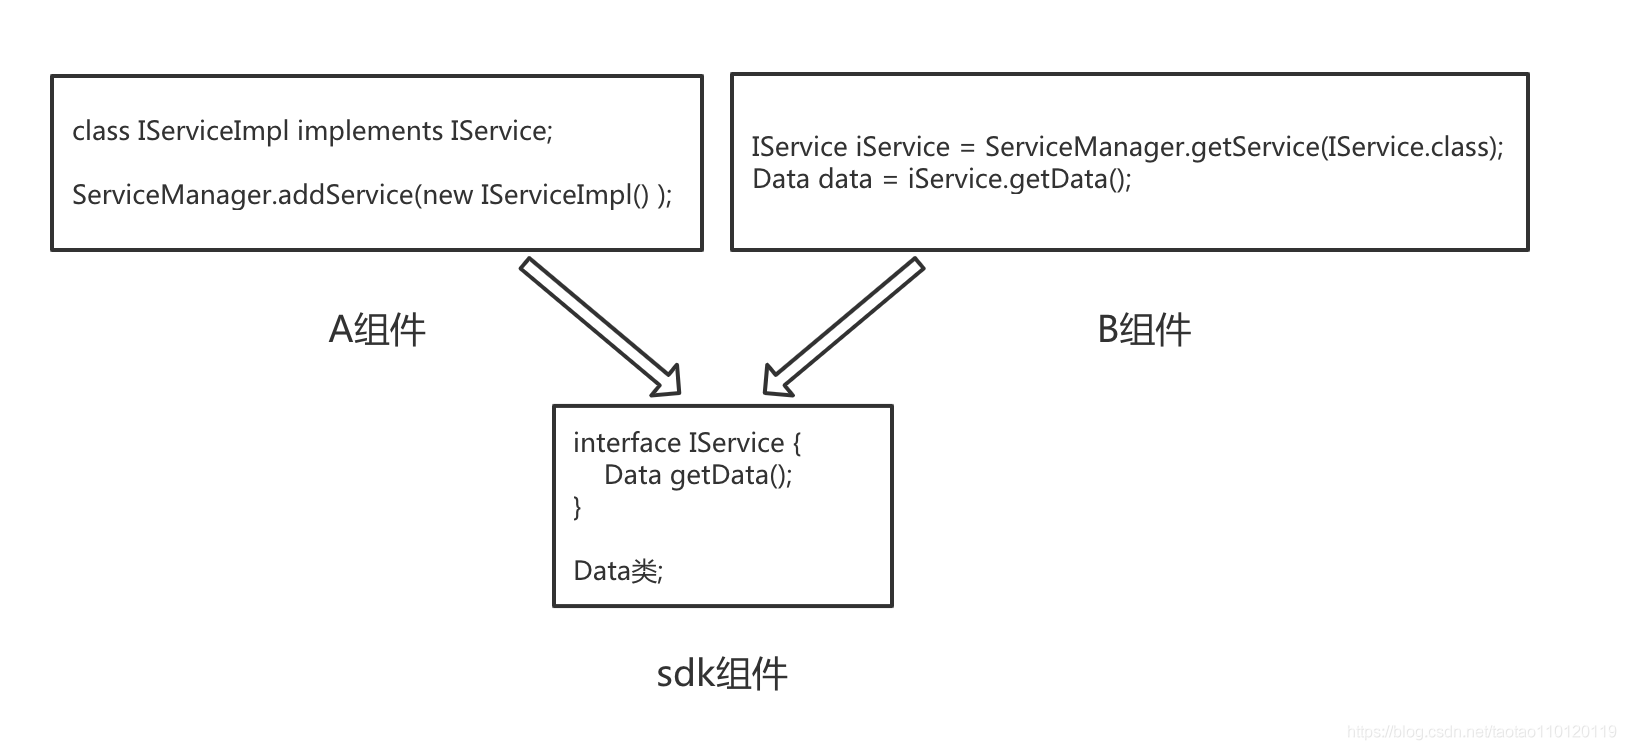 class IServiceImpl implements IService;
ServiceManager.addService(new IServiceImpl() );
IService iService = ServiceManager.getService(IService.class);
Data data = iService.getData();
A组件
B组件
interface IService {
Data getData();
}
Data类;
sdk组件
https://blog.csdn.net/taotao110120119